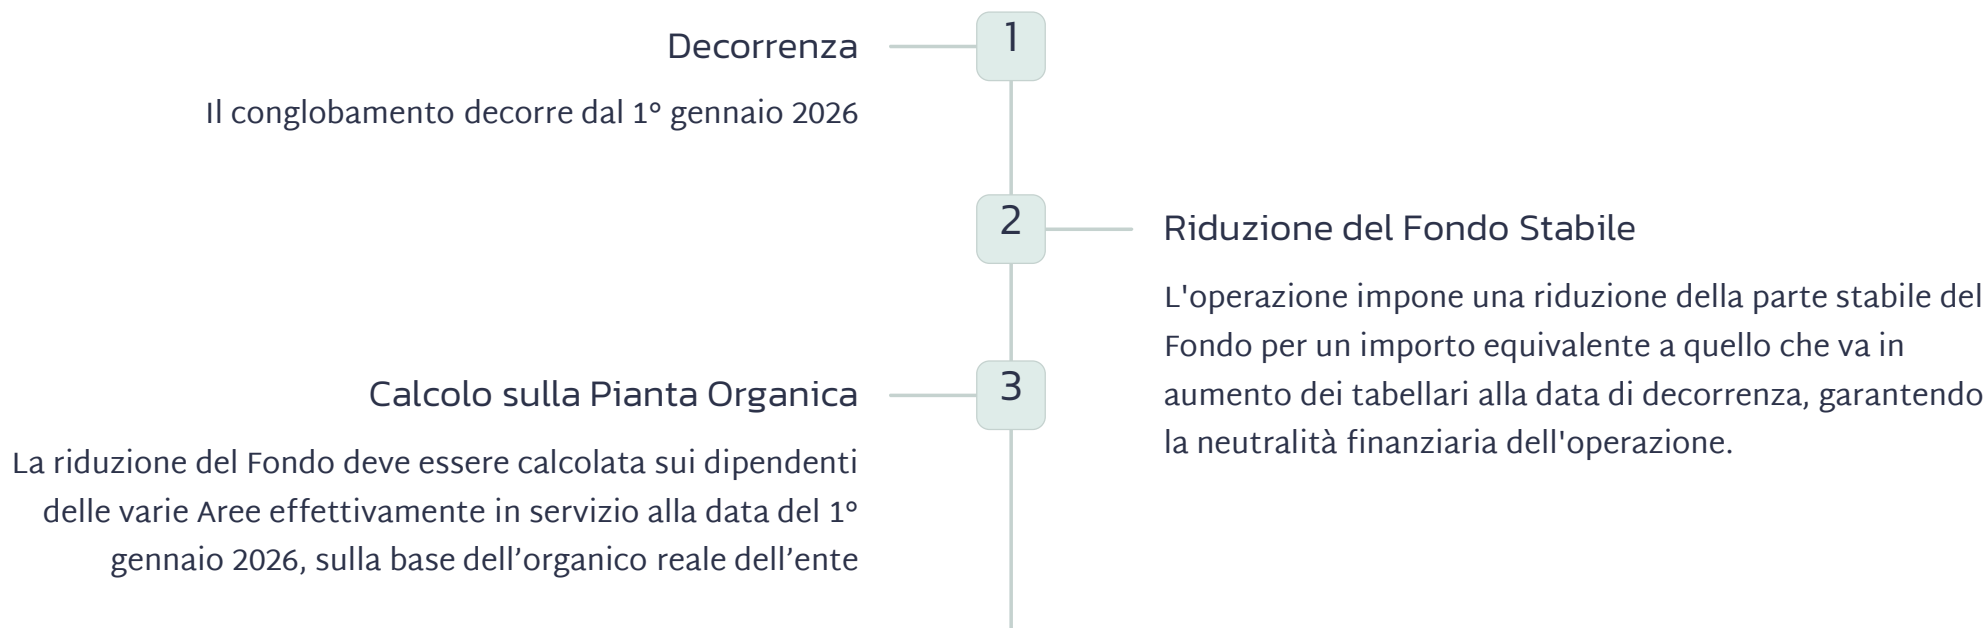 1
Decorrenza
Il conglobamento decorre dal 1° gennaio 2026
2
Riduzione del Fondo Stabile
L'operazione impone una riduzione della parte stabile del
Fondo per un importo equivalente a quello che va in
aumento dei tabellari alla data di decorrenza, garantendo
la neutralità finanziaria dell'operazione.
3
Calcolo sulla Pianta Organica
La riduzione del Fondo deve essere calcolata sui dipendenti
delle varie Aree effettivamente in servizio alla data del 1°
gennaio 2026, sulla base dell’organico reale dell’ente